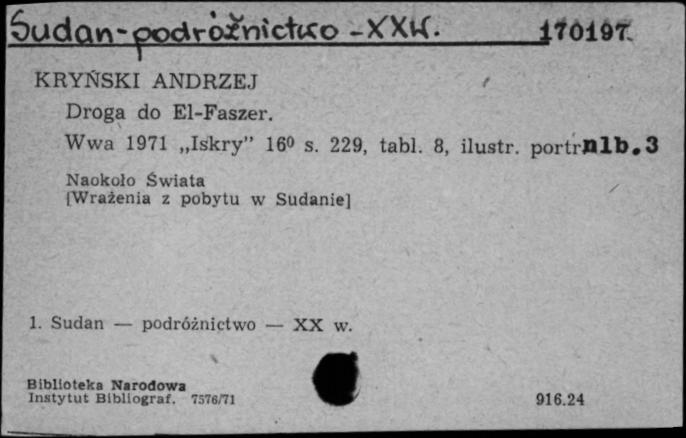 Sudan-podróżnictwo-XXW. 170197
KRYŃSKI ANDRZEJ
Droga do El-Faszer.
Wwa 1971 „Iskry” 16⁰ s. 229, tabl. 8, ilustr. portr nlb.3
Naokoło Świata
[Wrażenia z pobytu w Sudanie]
1. Sudan — podróżnictwo — XX w.
Biblioteka Narodowa
Instytut Bibliograf. 7576/71 916.24